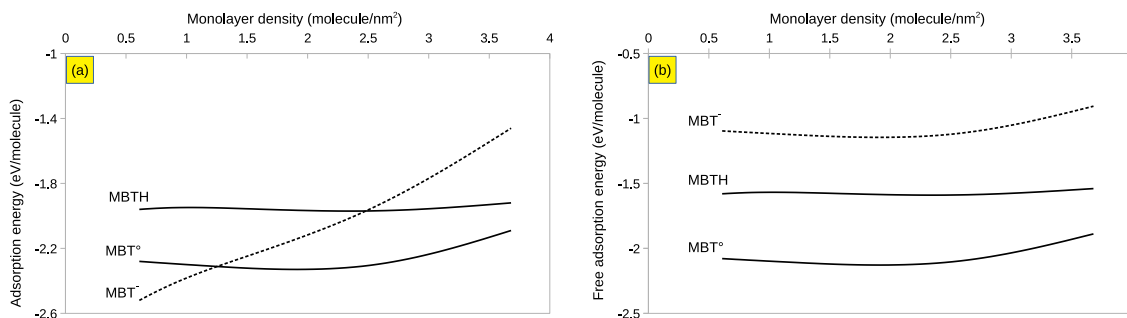 Monolayer density (molecule/nm²)
0 0.5 1 1.5 2 2.5 3 3.5 4
-1
-1.4
-1.8
-2.2
-2.6
Adsorption energy (eV/molecule)
(a)
MBTH
MBT°
MBT⁻
Monolayer density (molecule/nm²)
0 0.5 1 1.5 2 2.5 3 3.5
-0.5
-1
-1.5
-2
-2.5
Free adsorption energy (eV/molecule)
(b)
MBT⁻
MBTH
MBT°